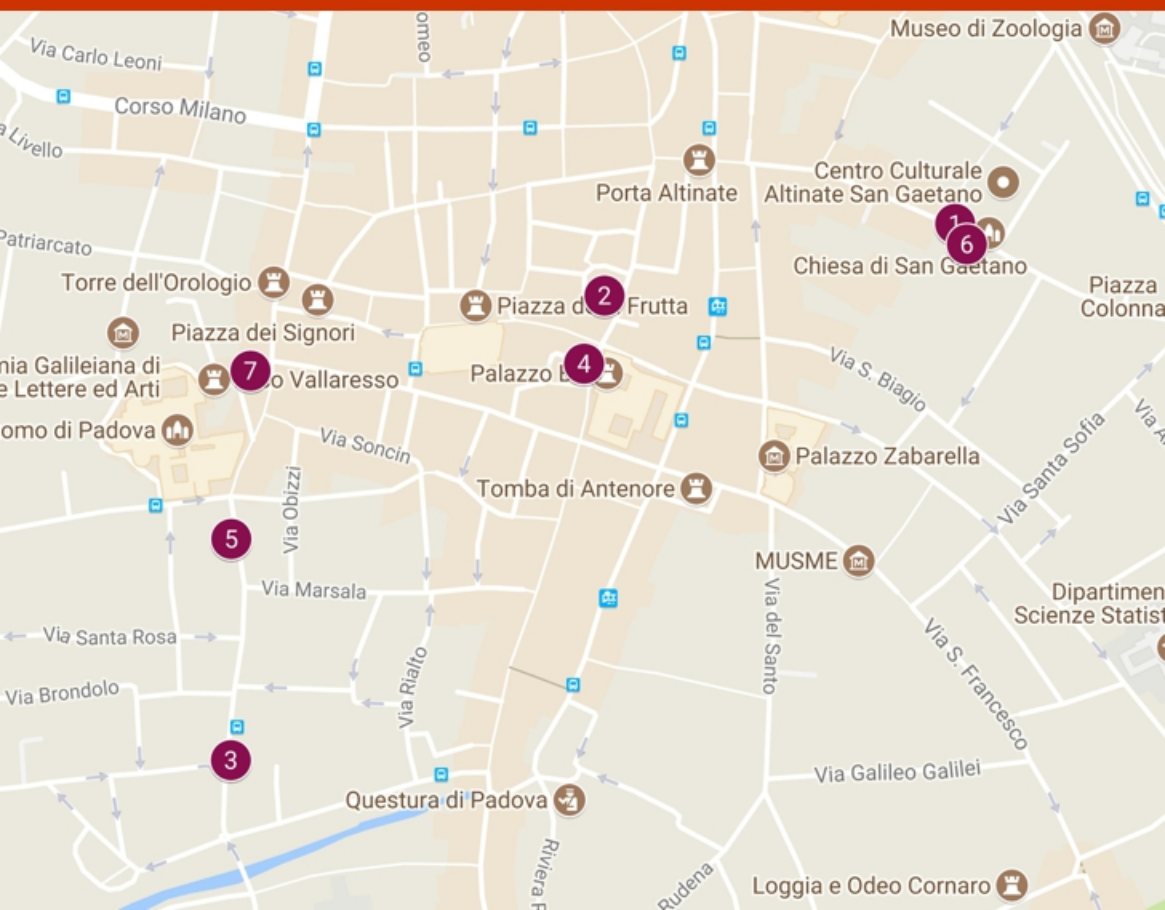 Museo di Zoologia
Via Carlo Leoni
Corso Milano
Livello
Centro Culturale
Altinate San Gaetano
Porta Altinate
1
6
Patriarcato
Chiesa di San Gaetano
Torre dell'Orologio
Piazza
Colonna
2
Piazza d Frutta
Piazza dei Signori
Galileiana di
e Lettere ed Arti
7
Vallaresso
4
Palazzo
Via S. Biagio
di Padova
Via Soncin
Palazzo Zabarella
Via Santa Sofia
Tomba di Antenore
Via Obizzi
5
MUSME
Via Marsala
Via del Santo
Dipartimen
Scienze Statist
Via Santa Rosa
Via S. Francesco
Via Rialto
Via Brondolo
3
Via Galileo Galilei
Questura di Padova
Riviera
Rudena
Loggia e Odeo Cornaro